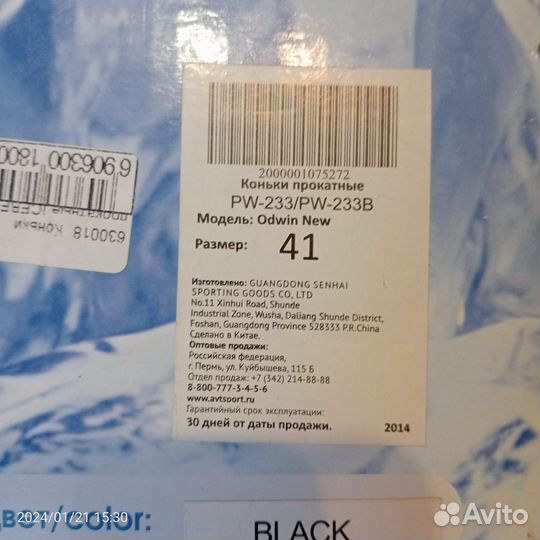 2000001075272
Коньки прокатные
PW-233/PW-233B
Модель: Odwin New
Размер: 41
Изготовлено: GUANGDONG SENHAI
SPORTING GOODS CO, LTD
No.11 Xinhui Road, Shunde
Industrial Zone, Wusha, Daliang Shunde District,
Foshan, Guangdong Province 528333 P.R.China
Сделано в Китае.
Оптовые продажи:
Российская федерация,
г. Пермь, ул. Куйбышева, 115 Б
Отдел продаж: +7 (342) 214-88-88
8-800-777-3-4-5-6
www.avtsport.ru
Гарантийный срок эксплуатации:
30 дней от даты продажи. 2014
630018 Коньки
прокатные ICEBE
6 906300 1800
цвет/color:
BLACK
2024/01/21 15:30
Avito